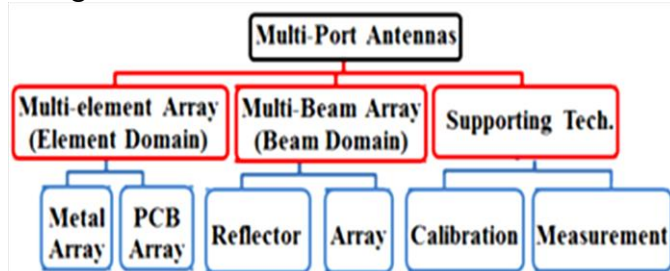 Multi-Port Antennas
Multi-element Array
(Element Domain)
Multi-Beam Array
(Beam Domain)
Supporting Tech.
Metal
Array
PCB
Array
Reflector
Array
Calibration
Measurement